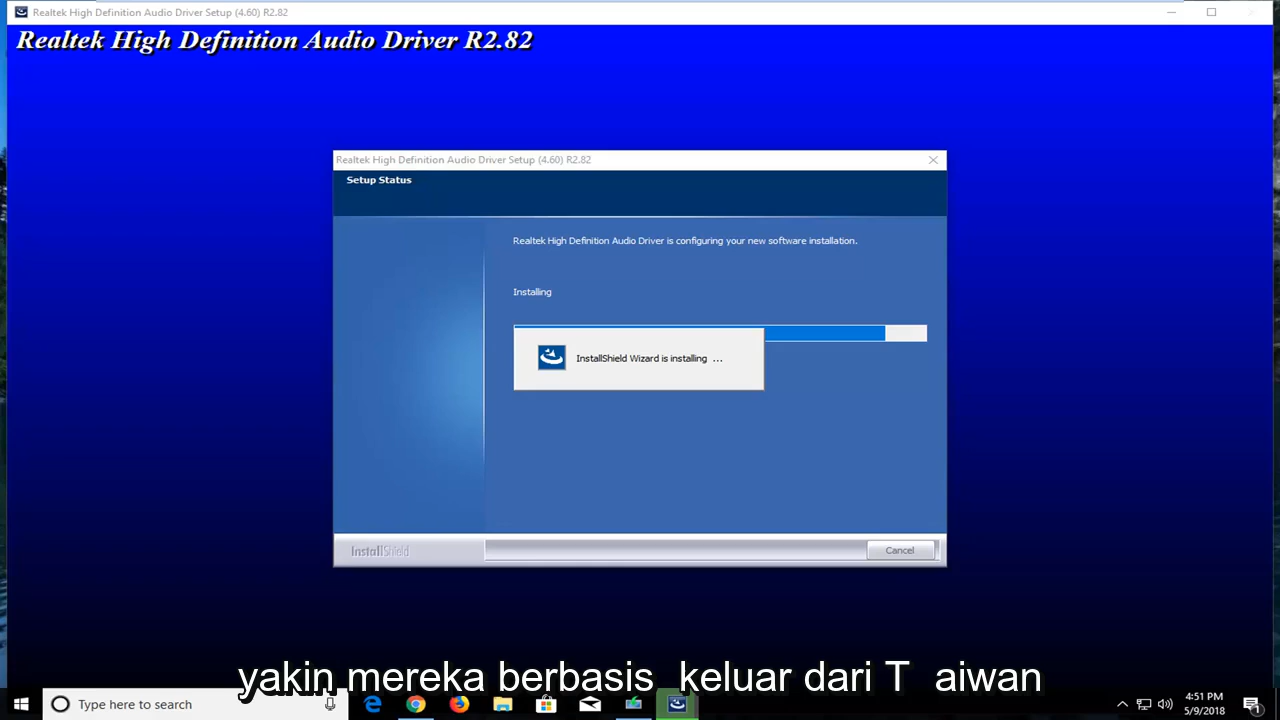 Realtek High Definition Audio Driver Setup (4.60) R2.82
Realtek High Definition Audio Driver R2.82
Realtek High Definition Audio Driver Setup (4.60) R2.82
Setup Status
Realtek High Definition Audio Driver is configuring your new software installation.
Installing
InstallShield Wizard is installing ...
InstallShield
Cancel
yakin mereka berbasis keluar dari T aiwan
Type here to search
4:51 PM
5/9/2018
1